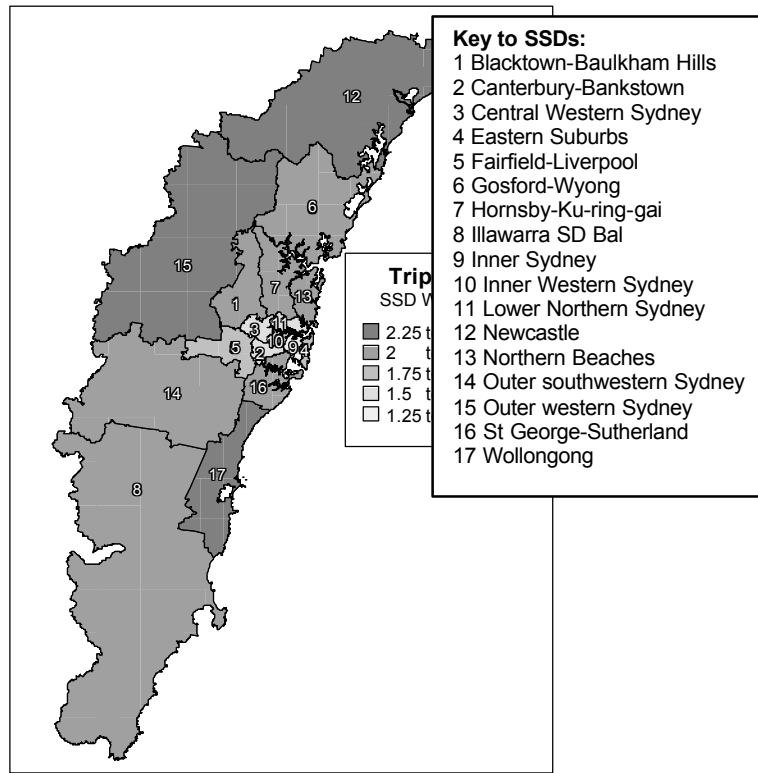 Key to SSDs:
1 Blacktown-Baulkham Hills
2 Canterbury-Bankstown
3 Central Western Sydney
4 Eastern Suburbs
5 Fairfield-Liverpool
6 Gosford-Wyong
7 Hornsby-Ku-ring-gai
8 Illawarra SD Bal
9 Inner Sydney
10 Inner Western Sydney
11 Lower Northern Sydney
12 Newcastle
13 Northern Beaches
14 Outer southwestern Sydney
15 Outer western Sydney
16 St George-Sutherland
17 Wollongong
Trip
SSD W
2.25 t
2 t
1.75 t
1.5 t
1.25 t
12
6
15
7
13
1
11
3
10
9
4
5
2
16
14
17
8